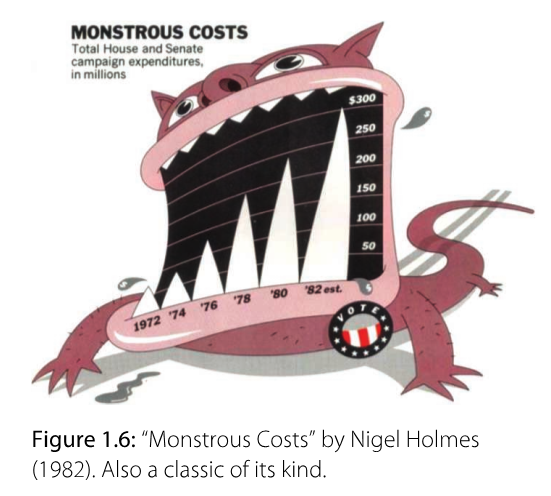 MONSTROUS COSTS
Total House and Senate
campaign expenditures,
in millions
$300
250
200
150
100
50
1972 '74 '76 '78 '80 '82 est.
VOTE
$
$
$
Figure 1.6: “Monstrous Costs” by Nigel Holmes
(1982). Also a classic of its kind.